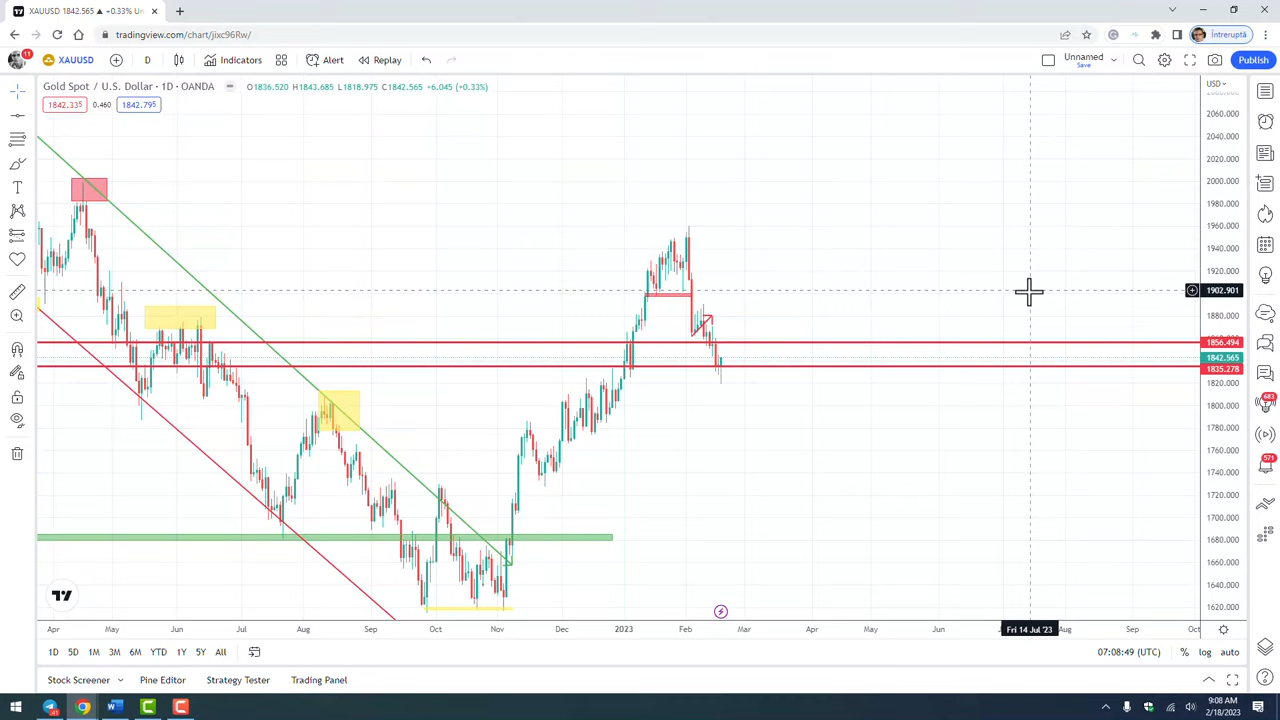 XAUUSD 1842.565 ▲ +0.33% Un
tradingview.com/chart/jixc96Rw/
Întreruptă
11
XAUUSD
D
Indicators
Alert
Replay
Unnamed
Save
Publish
Gold Spot / U.S. Dollar · 1D · OANDA
O1836.520 H1843.685 L1818.975 C1842.565 +6.045 (+0.33%)
1842.335
0.460
1842.795
USD
2060.000
2040.000
2020.000
2000.000
1980.000
1960.000
1940.000
1920.000
1902.901
1880.000
1856.494
1842.565
1835.278
1820.000
1800.000
1780.000
1760.000
1740.000
1720.000
1700.000
1680.000
1660.000
1640.000
1620.000
683
571
Apr May Jun Jul Aug Sep Oct Nov Dec 2023 Feb Mar Apr May Jun Fri 14 Jul '23 Aug Sep Oct
1D 5D 1M 3M 6M YTD 1Y 5Y All
07:08:49 (UTC) % log auto
Stock Screener Pine Editor Strategy Tester Trading Panel
9:08 AM
2/18/2023